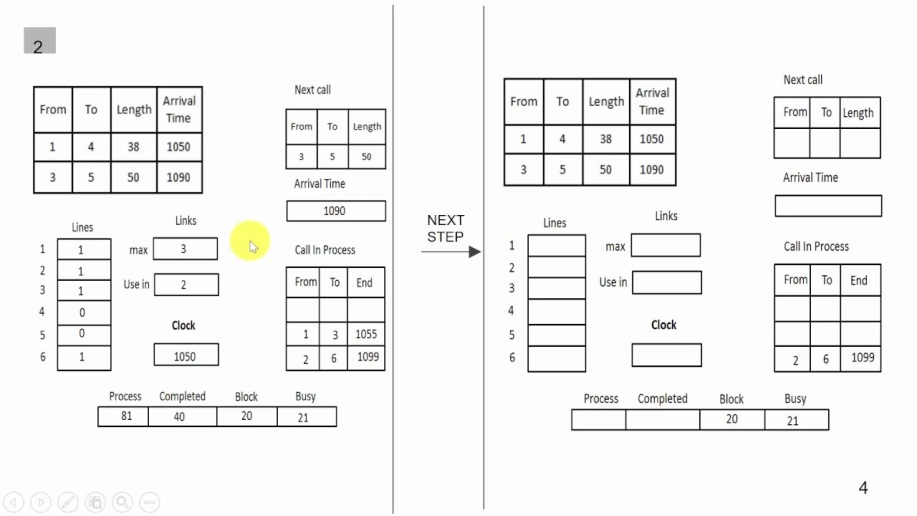 2
From To Length Arrival Time
1 4 38 1050
3 5 50 1090
Next call
From To Length
3 5 50
Arrival Time
1090
Lines
1 1
2 1
3 1
4 0
5 0
6 1
Links
max 3
Use in 2
Clock
1050
Call In Process
From To End
1 3 1055
2 6 1099
Process Completed Block Busy
81 40 20 21
NEXT
STEP
From To Length Arrival Time
1 4 38 1050
3 5 50 1090
Next call
From To Length
Arrival Time
Lines
1
2
3
4
5
6
Links
max
Use in
Clock
Call In Process
From To End
2 6 1099
Process Completed Block Busy
20 21
4